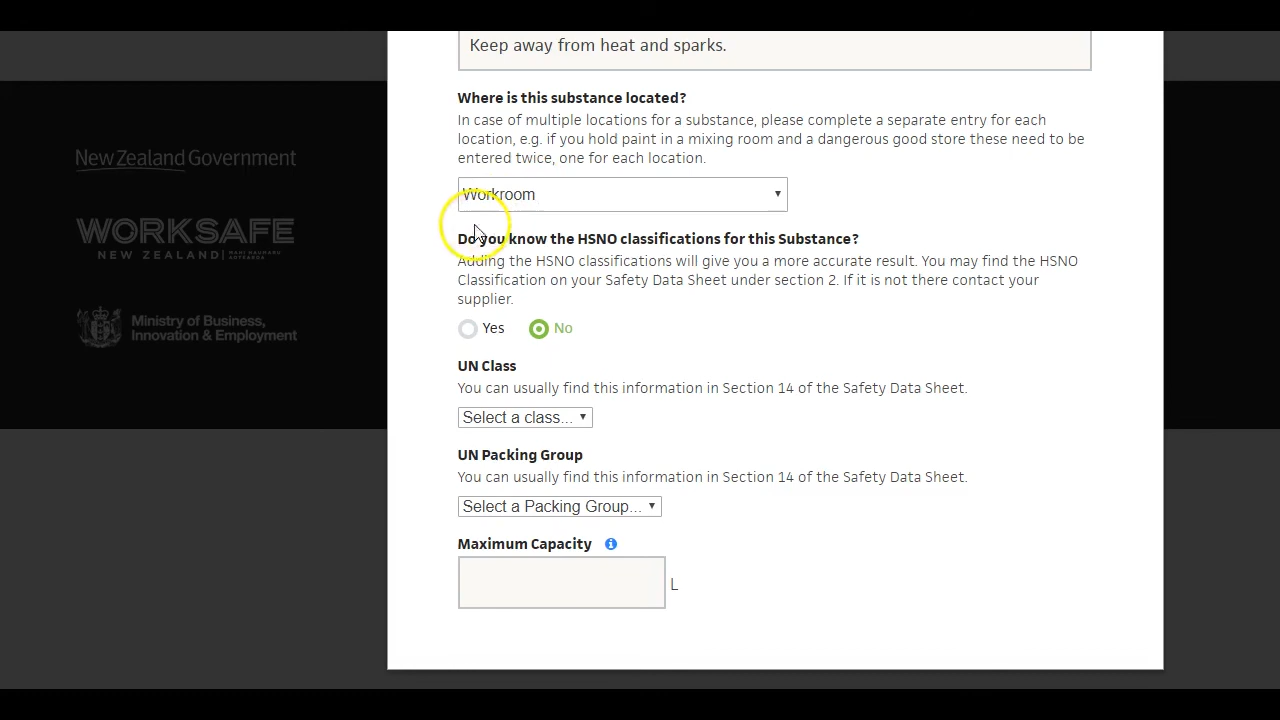 Keep away from heat and sparks.
Where is this substance located?
In case of multiple locations for a substance, please complete a separate entry for each
location, e.g. if you hold paint in a mixing room and a dangerous good store these need to be
entered twice, one for each location.
Workroom
Do you know the HSNO classifications for this Substance?
Adding the HSNO classifications will give you a more accurate result. You may find the HSNO
Classification on your Safety Data Sheet under section 2. If it is not there contact your
supplier.
Yes No
UN Class
You can usually find this information in Section 14 of the Safety Data Sheet.
Select a class...
UN Packing Group
You can usually find this information in Section 14 of the Safety Data Sheet.
Select a Packing Group...
Maximum Capacity
L
New Zealand Government
WORKSAFE
NEW ZEALAND
Ministry of Business,
Innovation & Employment